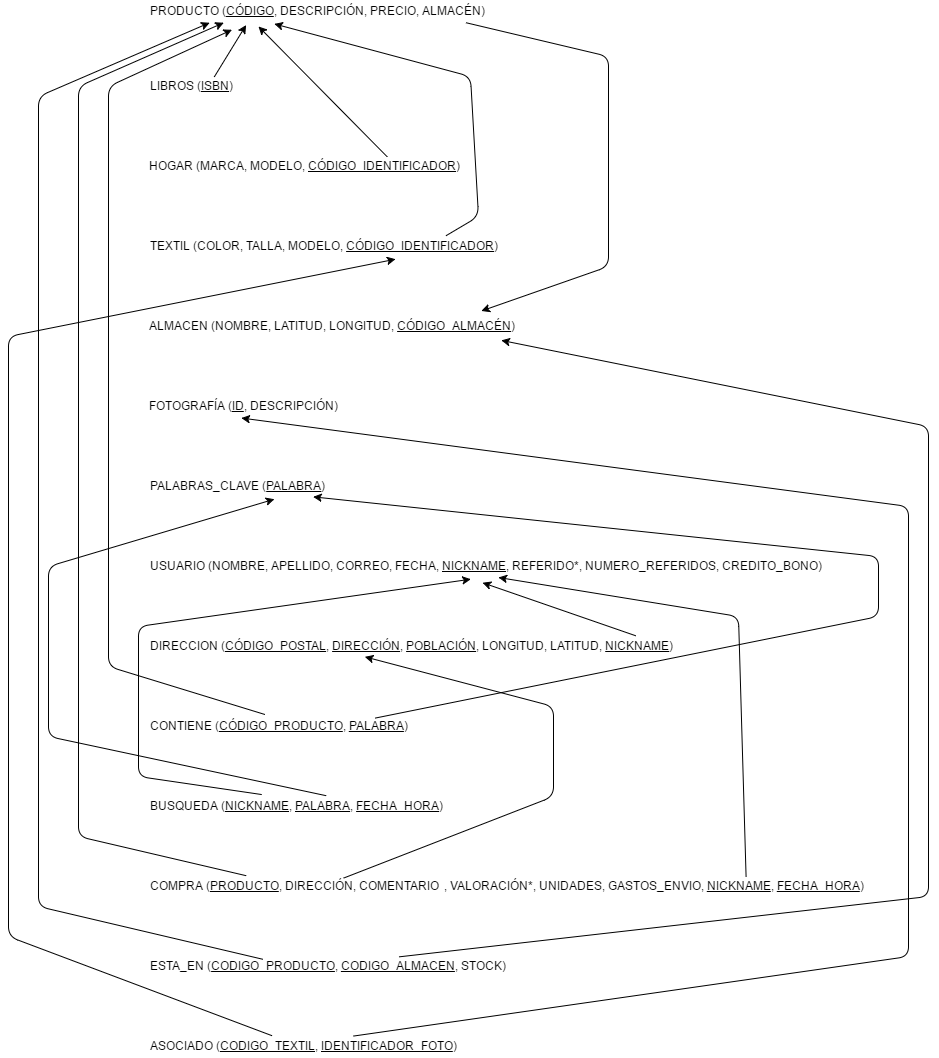 PRODUCTO (CÓDIGO, DESCRIPCIÓN, PRECIO, ALMACÉN)
LIBROS (ISBN)
HOGAR (MARCA, MODELO, CÓDIGO_IDENTIFICADOR)
TEXTIL (COLOR, TALLA, MODELO, CÓDIGO_IDENTIFICADOR)
ALMACEN (NOMBRE, LATITUD, LONGITUD, CÓDIGO_ALMACÉN)
FOTOGRAFÍA (ID, DESCRIPCIÓN)
PALABRAS_CLAVE (PALABRA)
USUARIO (NOMBRE, APELLIDO, CORREO, FECHA, NICKNAME, REFERIDO*, NUMERO_REFERIDOS, CREDITO_BONO)
DIRECCION (CÓDIGO_POSTAL, DIRECCIÓN, POBLACIÓN, LONGITUD, LATITUD, NICKNAME)
CONTIENE (CÓDIGO_PRODUCTO, PALABRA)
BUSQUEDA (NICKNAME, PALABRA, FECHA_HORA)
COMPRA (PRODUCTO, DIRECCIÓN, COMENTARIO , VALORACIÓN*, UNIDADES, GASTOS_ENVIO, NICKNAME, FECHA_HORA)
ESTA_EN (CODIGO_PRODUCTO, CODIGO_ALMACEN, STOCK)
ASOCIADO (CODIGO_TEXTIL, IDENTIFICADOR_FOTO)